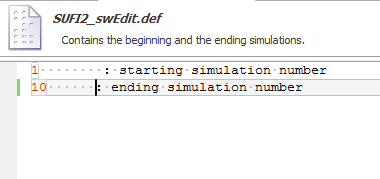 SUFI2_swEdit.def
Contains the beginning and the ending simulations.
1 : starting simulation number
10 : ending simulation number